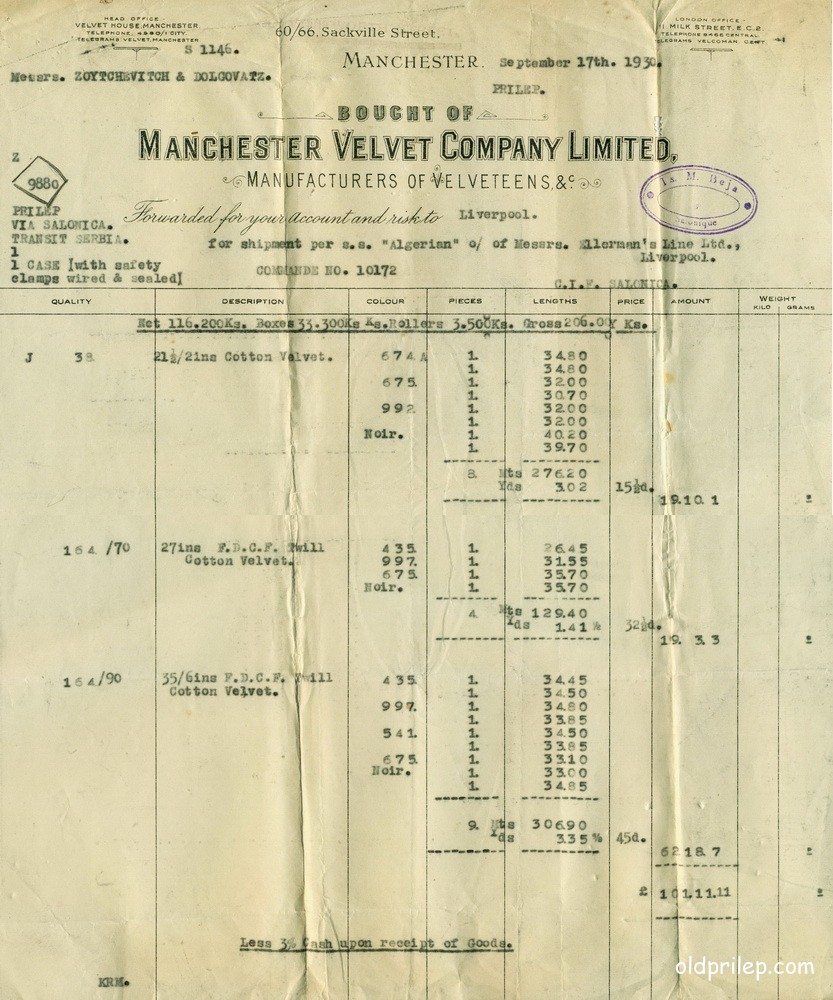 HEAD OFFICE
VELVET HOUSE, MANCHESTER.
TELEGRAMS, VELVET, MANCHESTER
60/66, Sackville Street.
LONDON OFFICE
MILK STREET, E.C.2
S 1146.
MANCHESTER. September 17th. 1930.
Messrs. ZOYTCHEVITCH & DOLGOVATZ.
PRILEP.
BOUGHT OF
MANCHESTER VELVET COMPANY LIMITED,
MANUFACTURERS OF VELVETEENS, &c.
Z
9880
Is. M. Beja
PRILEP
VIA SALONICA.
TRANSIT SERBIA.
1
1 CASE [with safety
clamps wired & sealed]
Forwarded for your account and risk to Liverpool.
for shipment per s.s. "Algerian" o/ of Messrs. Ellerman's Line Ltd.,
Liverpool.
COMMANDE NO. 10172
C.I.F. SALONICA.
QUALITY DESCRIPTION COLOUR PIECES LENGTHS PRICE AMOUNT WEIGHT
KILO GRAMS
Net 116.200Ks. Boxes 33.300Ks Rollers 3.500Ks. Gross 206.00 Ks.
J 38 21½/2ins Cotton Velvet. 674 1. 34.80
1. 34.80
675. 1. 32.00
1. 30.70
992. 1. 32.00
1. 32.00
Noir. 1. 40.20
1. 39.70
8. Mts 276.20
Yds 302 15½d.
19.10.1
164/70 27ins F.D.C.F. Twill 435. 1. 26.45
Cotton Velvet. 997. 1. 31.55
675. 1. 35.70
Noir. 1. 35.70
4. Mts 129.40
Yds 141½ 32½d.
19. 3.3
164/90 35/6ins F.D.C.F. Twill 435. 1. 34.45
Cotton Velvet. 1. 34.50
997. 1. 34.80
1. 33.85
541. 1. 34.50
1. 33.85
675. 1. 33.10
Noir. 1. 33.00
1. 34.85
9. Mts 306.90
Yds 335 45d.
62.18.7
£ 101.11.11
Less 3% Cash upon receipt of Goods.
KRM.
oldprilep.com